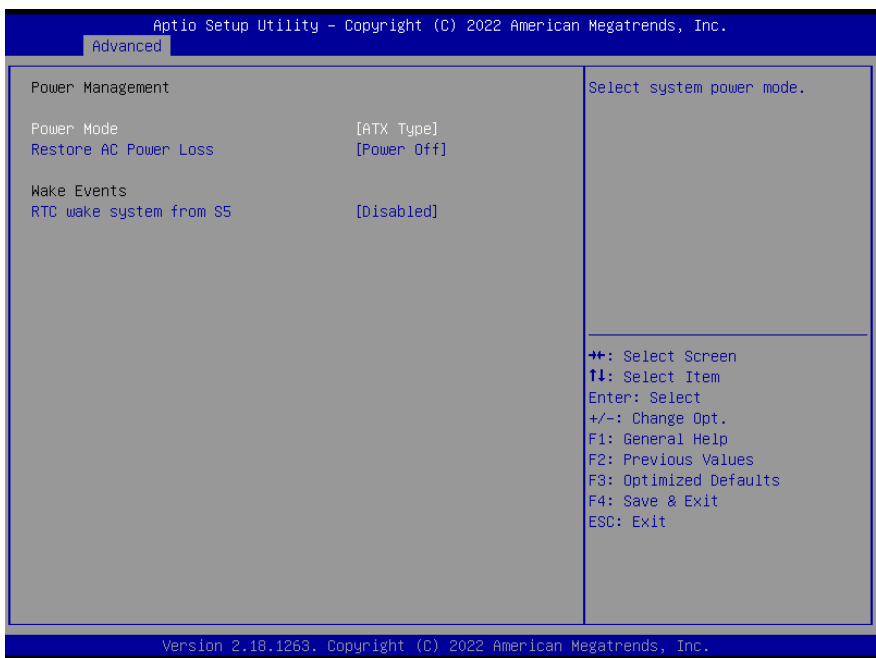 Aptio Setup Utility – Copyright (C) 2022 American Megatrends, Inc.
Advanced
Power Management
Power Mode [ATX Type]
Restore AC Power Loss [Power Off]
Wake Events
RTC wake system from S5 [Disabled]
Select system power mode.
→←: Select Screen
↑↓: Select Item
Enter: Select
+/-: Change Opt.
F1: General Help
F2: Previous Values
F3: Optimized Defaults
F4: Save & Exit
ESC: Exit
Version 2.18.1263. Copyright (C) 2022 American Megatrends, Inc.